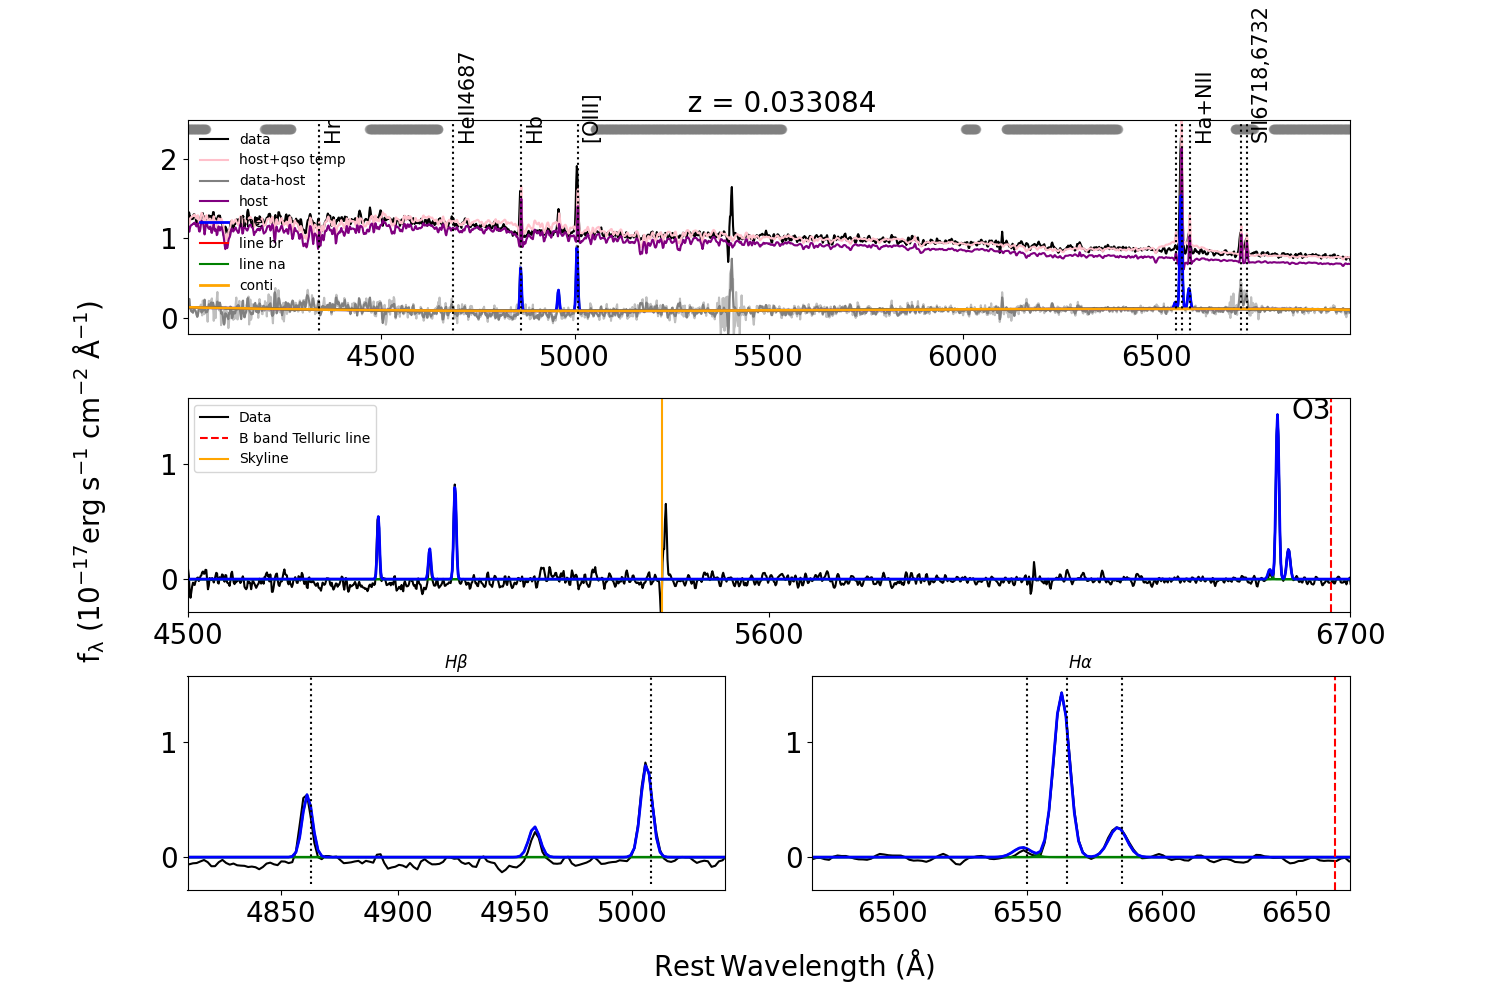 z = 0.033084
Hr
HeII4687
Hb
[OIII]
Ha+NII
SII6718,6732
data
host+qso temp
data-host
host
line br
line na
conti
2
1
0
4500 5000 5500 6000 6500
fλ (10⁻¹⁷erg s⁻¹ cm⁻² Å⁻¹)
Data
B band Telluric line
Skyline
O3
1
0
4500 5600 6700
Hβ
1
0
4850 4900 4950 5000
Hα
1
0
6500 6550 6600 6650
Rest Wavelength (Å)